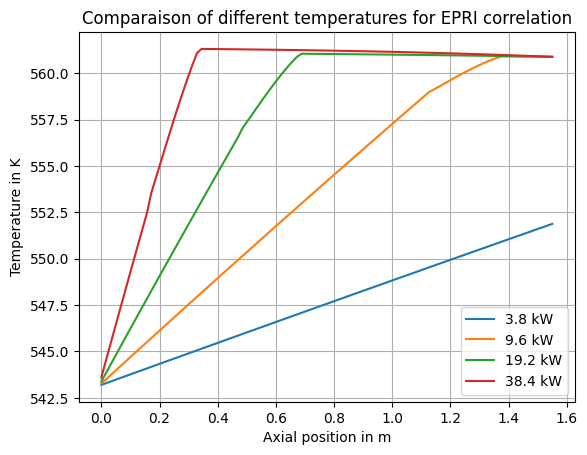 Comparaison of different temperatures for EPRI correlation
Temperature in K
560.0
557.5
555.0
552.5
550.0
547.5
545.0
542.5
3.8 kW
9.6 kW
19.2 kW
38.4 kW
0.0 0.2 0.4 0.6 0.8 1.0 1.2 1.4 1.6
Axial position in m